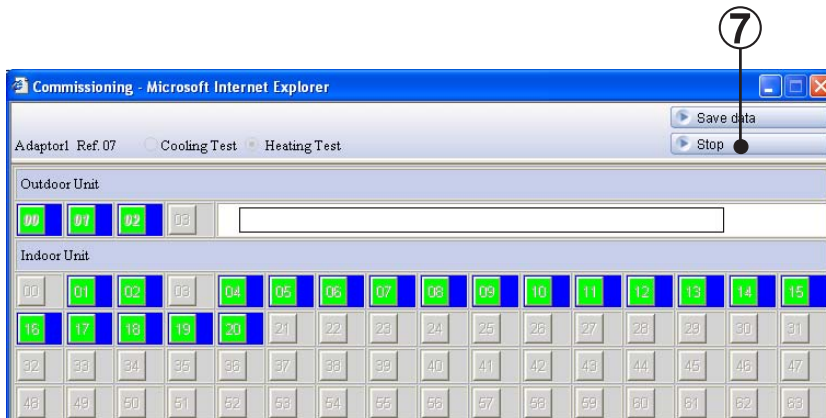 7
Commissioning - Microsoft Internet Explorer
Save data
Adaptor1 Ref. 07 Cooling Test Heating Test
Stop
Outdoor Unit
00 01 02 03
Indoor Unit
00 01 02 03 04 05 06 07 08 09 10 11 12 13 14 15
16 17 18 19 20 21 22 23 24 25 26 27 28 29 30 31
32 33 34 35 36 37 38 39 40 41 42 43 44 45 46 47
48 49 50 51 52 53 54 55 56 57 58 59 60 61 62 63